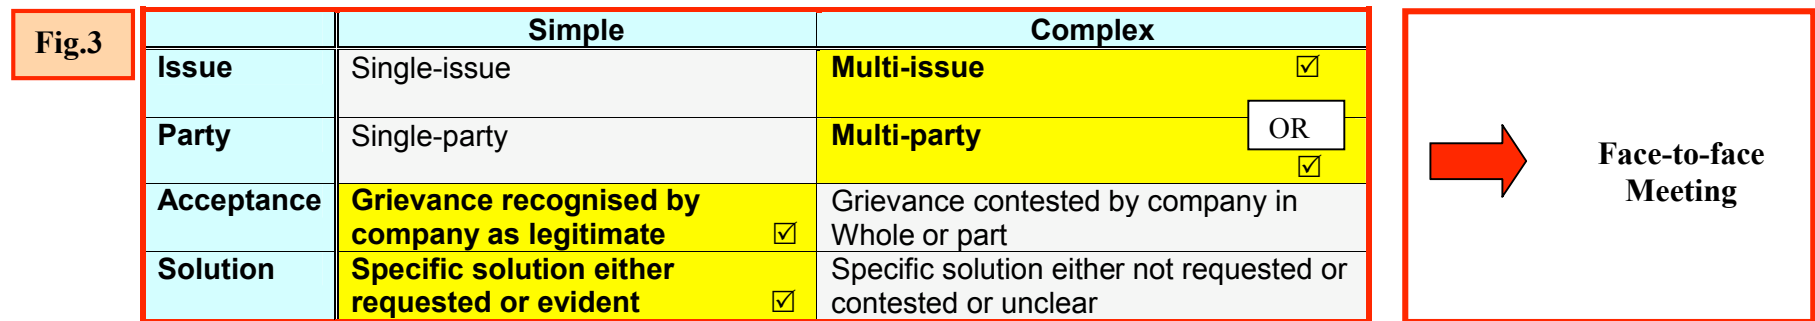 Fig.3
Simple Complex
Issue Single-issue Multi-issue ☑
OR
Party Single-party Multi-party ☑
Acceptance Grievance recognised by Grievance contested by company in
company as legitimate ☑ Whole or part
Solution Specific solution either Specific solution either not requested or
requested or evident ☑ contested or unclear
Face-to-face
Meeting